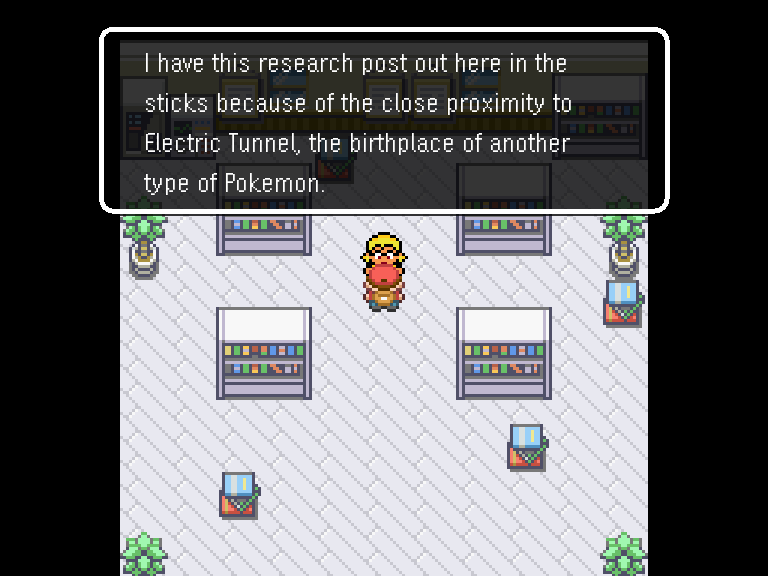 I have this research post out here in the
sticks because of the close proximity to
Electric Tunnel, the birthplace of another
type of Pokemon.